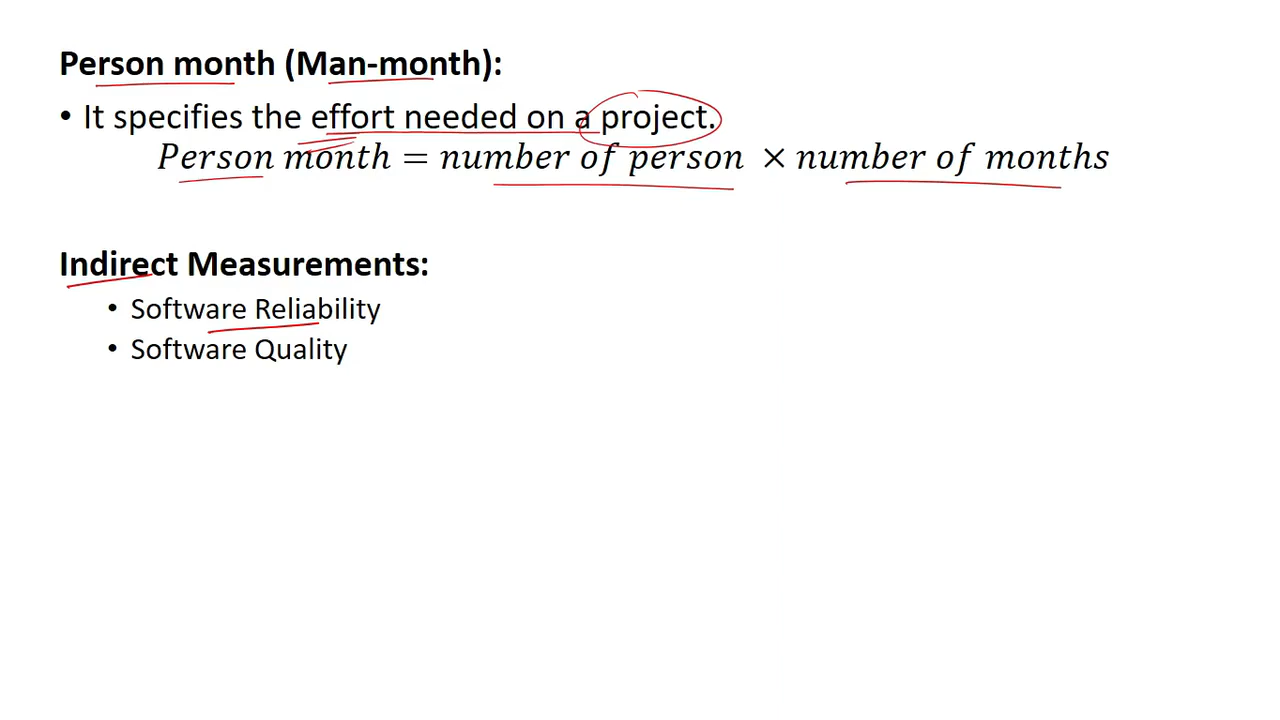 Person month (Man-month):
• It specifies the effort needed on a project.
Person month = number of person × number of months
Indirect Measurements:
• Software Reliability
• Software Quality